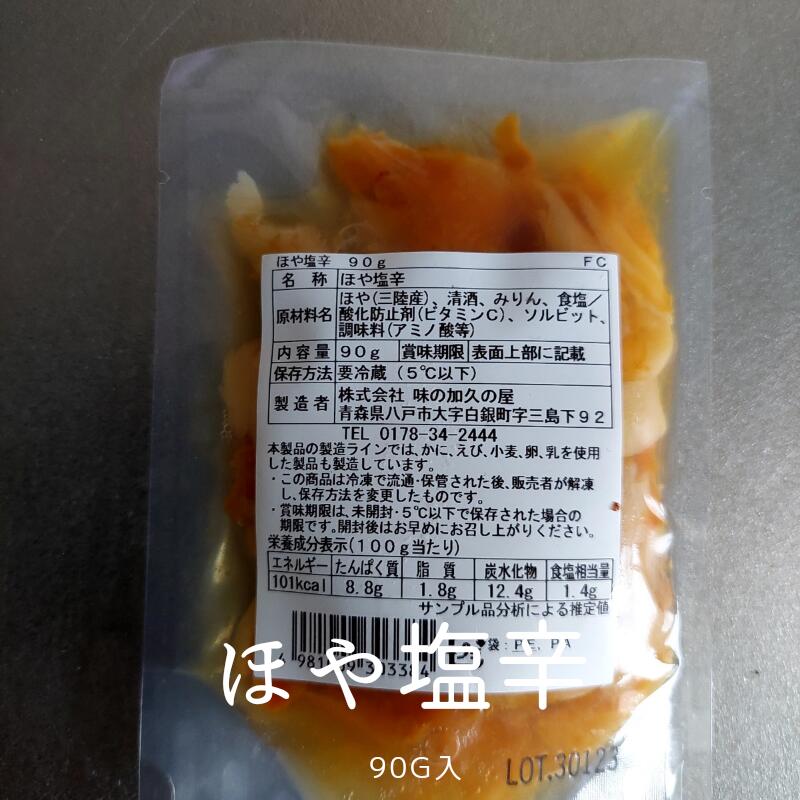 ほや塩辛　90g　FC
名称 ほや塩辛
原材料名 ほや(三陸産)、清酒、みりん、食塩／
酸化防止剤(ビタミンC)、ソルビット、
調味料(アミノ酸等)
内容量 90g 賞味期限 表面上部に記載
保存方法 要冷蔵(5℃以下)
製造者 株式会社 味の加久の屋
青森県八戸市大字白銀町字三島下92
TEL 0178-34-2444
本製品の製造ラインでは、かに、えび、小麦、卵、乳を使用
した製品も製造しています。
・この商品は冷凍で流通・保管された後、販売者が解凍
し、保存方法を変更したものです。
・賞味期限は、未開封・5℃以下で保存された場合の
期限です。開封後はお早めにお召し上がりください。
栄養成分表示(100g当たり)
エネルギー たんぱく質 脂質 炭水化物 食塩相当量
101kcal 8.8g 1.8g 12.4g 1.4g
サンプル品分析による推定値
袋：PE、PA
ほや塩辛
90G入
LOT.30123